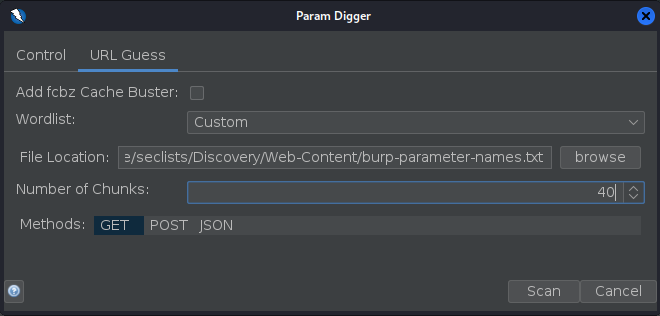 Param Digger
Control URL Guess
Add fcbz Cache Buster:
Wordlist: Custom
File Location: e/seclists/Discovery/Web-Content/burp-parameter-names.txt browse
Number of Chunks: 40
Methods: GET POST JSON
Scan Cancel